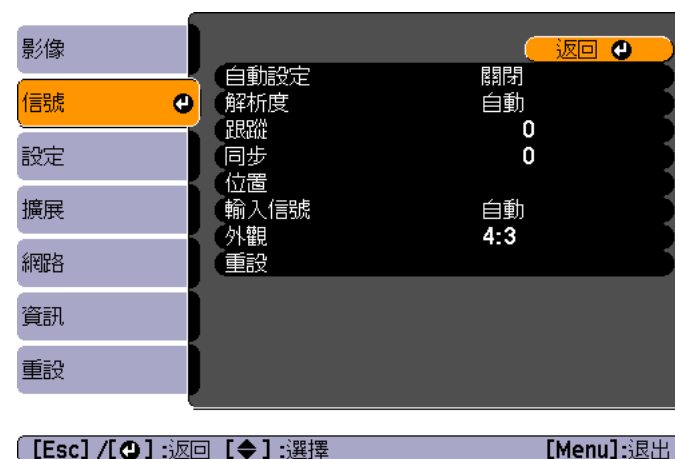 影像
信號
設定
擴展
網路
資訊
重設
返回
自動設定 關閉
解析度 自動
跟蹤 0
同步 0
位置
輸入信號 自動
外觀 4:3
重設
[Esc] /[ ] :返回 [ ] :選擇 [Menu]:退出